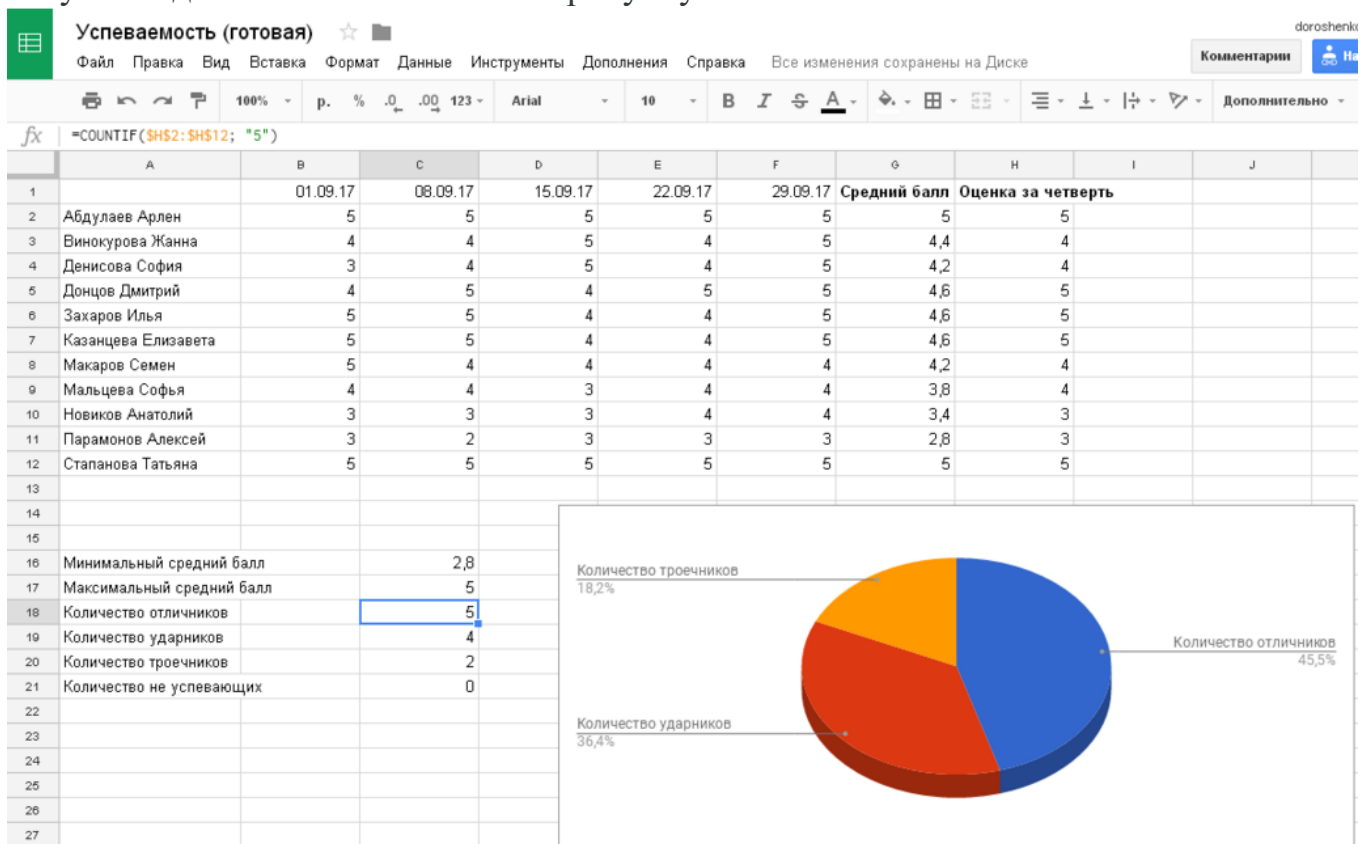 Успеваемость (готовая)
doroshenko
Файл Правка Вид Вставка Формат Данные Инструменты Дополнения Справка Все изменения сохранены на Диске
Комментарии
На
100% р. % .0 .00 123 Arial 10 B I S A Дополнительно
fx =COUNTIF($H$2:$H$12; "5")
A B C D E F G H I J
1 01.09.17 08.09.17 15.09.17 22.09.17 29.09.17 Средний балл Оценка за четверть
2 Абдулаев Арлен 5 5 5 5 5 5 5
3 Винокурова Жанна 4 4 5 4 5 4,4 4
4 Денисова София 3 4 5 4 5 4,2 4
5 Донцов Дмитрий 4 5 4 5 5 4,6 5
6 Захаров Илья 5 5 4 4 5 4,6 5
7 Казанцева Елизавета 5 5 4 4 5 4,6 5
8 Макаров Семен 5 4 4 4 4 4,2 4
9 Мальцева Софья 4 4 3 4 4 3,8 4
10 Новиков Анатолий 3 3 3 4 4 3,4 3
11 Парамонов Алексей 3 2 3 3 3 2,8 3
12 Стапанова Татьяна 5 5 5 5 5 5 5
13
14
15
16 Минимальный средний балл 2,8
17 Максимальный средний балл 5
18 Количество отличников 5
19 Количество ударников 4
20 Количество троечников 2
21 Количество не успевающих 0
22
23
24
25
26
27
Количество троечников
18,2%
Количество отличников
45,5%
Количество ударников
36,4%